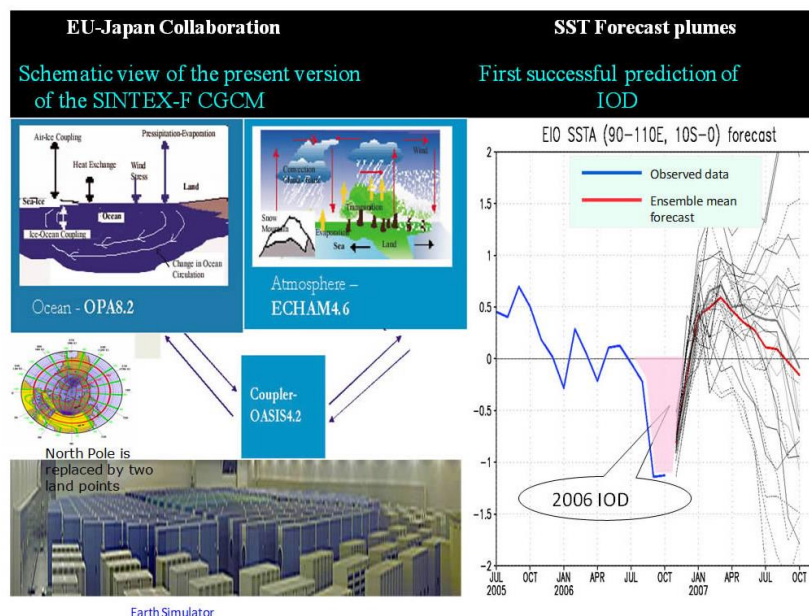 EU-Japan Collaboration
Schematic view of the present version
of the SINTEX-F CGCM
SST Forecast plumes
First successful prediction of
IOD
Air-Ice Coupling
Heat Exchange
Wind
Stress
Land
Sea-Ice
Ocean
Ice-Ocean Coupling
Change in Ocean
Circulation
Ocean - OPA8.2
Convection
Wind
Snow
Mountain
Evaporation
Sea
Land
Atmosphere –
ECHAM4.6
Coupler-
OASIS4.2
North Pole is
replaced by two
land points
Earth Simulator
EIO SSTA (90-110E, 10S-0) forecast
Observed data
Ensemble mean
forecast
2
1.5
1
0.5
0
-0.5
-1
-1.5
-2
2006 IOD
JUL OCT JAN APR JUL OCT JAN APR JUL OCT
2005 2006 2007